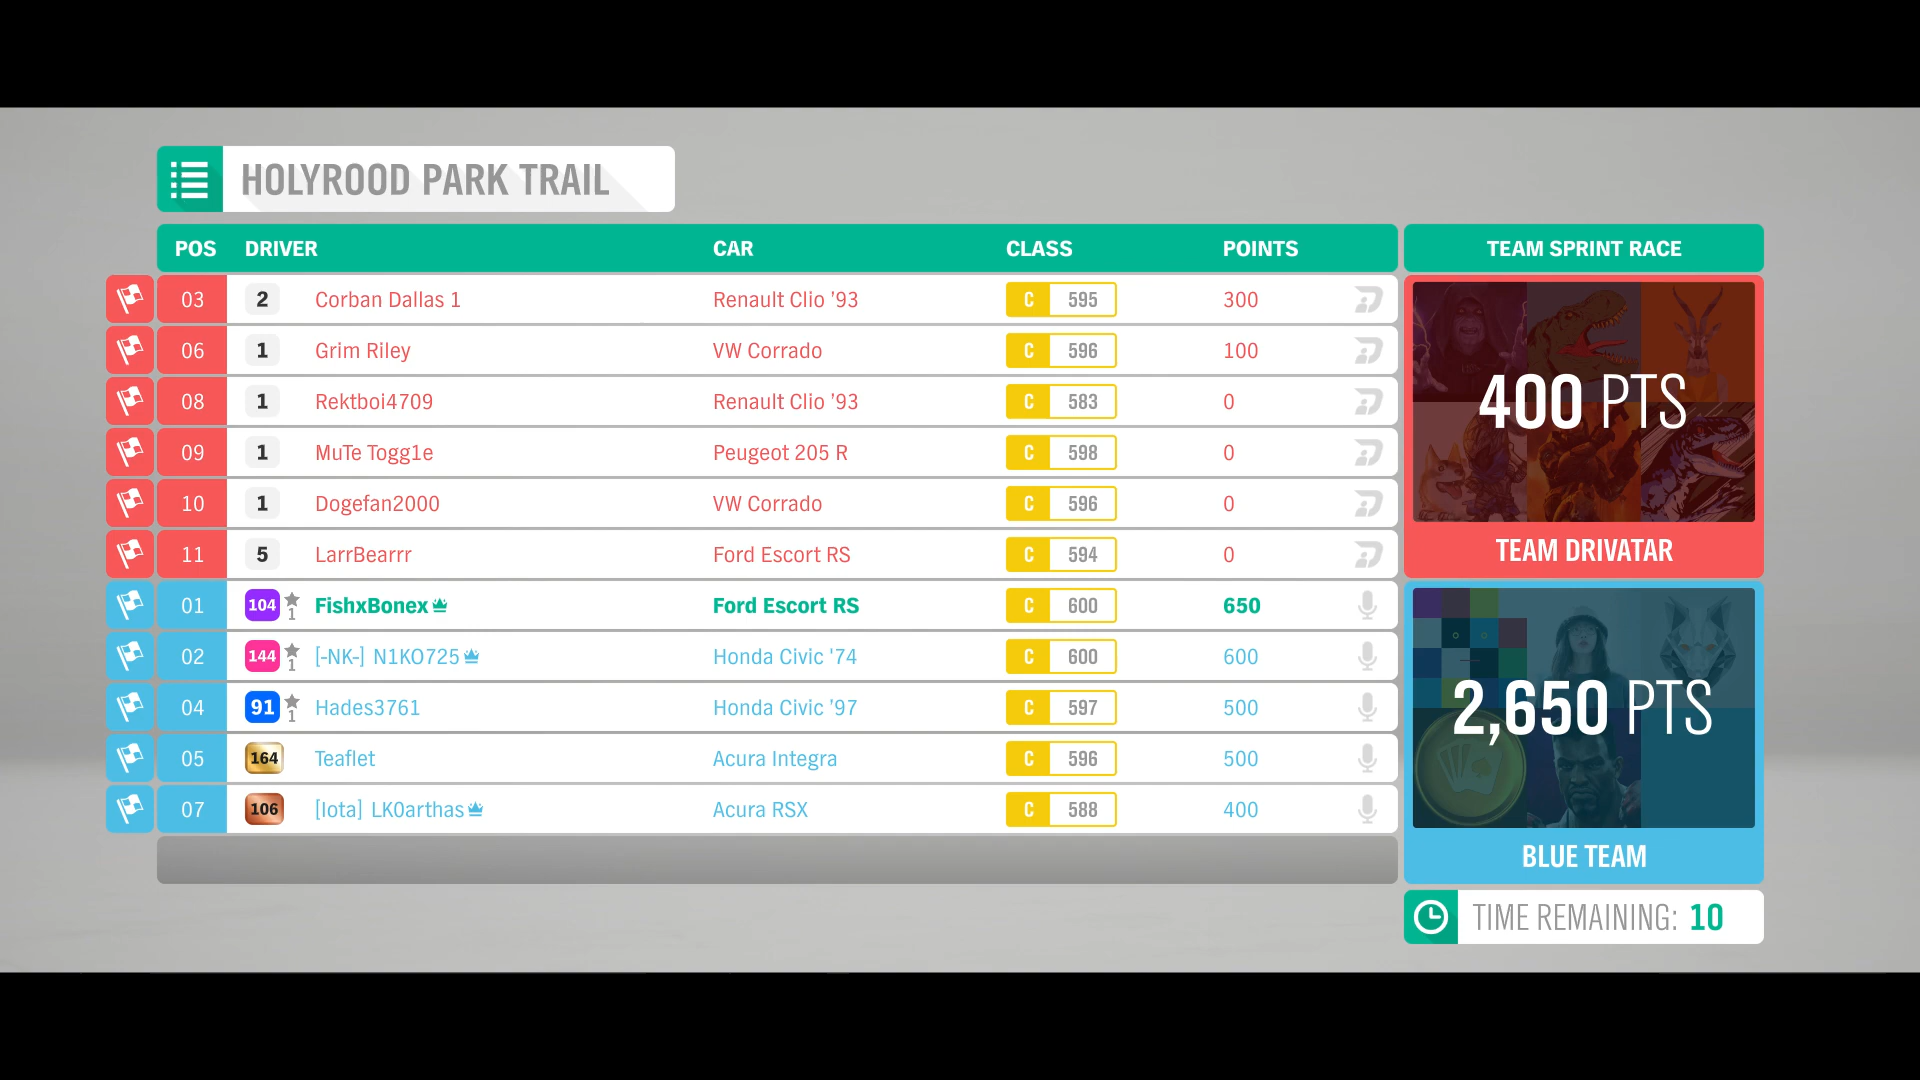 HOLYROOD PARK TRAIL
POS DRIVER CAR CLASS POINTS TEAM SPRINT RACE
03 2 Corban Dallas 1 Renault Clio ’93 C 595 300
06 1 Grim Riley VW Corrado C 596 100
08 1 Rektboi4709 Renault Clio ’93 C 583 0
09 1 MuTe Togg1e Peugeot 205 R C 598 0
10 1 Dogefan2000 VW Corrado C 596 0
11 5 LarrBearrr Ford Escort RS C 594 0
400 PTS
TEAM DRIVATAR
01 104 1 FishxBonex Ford Escort RS C 600 650
02 144 1 [-NK-] N1KO725 Honda Civic '74 C 600 600
04 91 1 Hades3761 Honda Civic ’97 C 597 500
05 164 Teaflet Acura Integra C 596 500
07 106 [Iota] LK0arthas Acura RSX C 588 400
2,650 PTS
BLUE TEAM
TIME REMAINING: 10